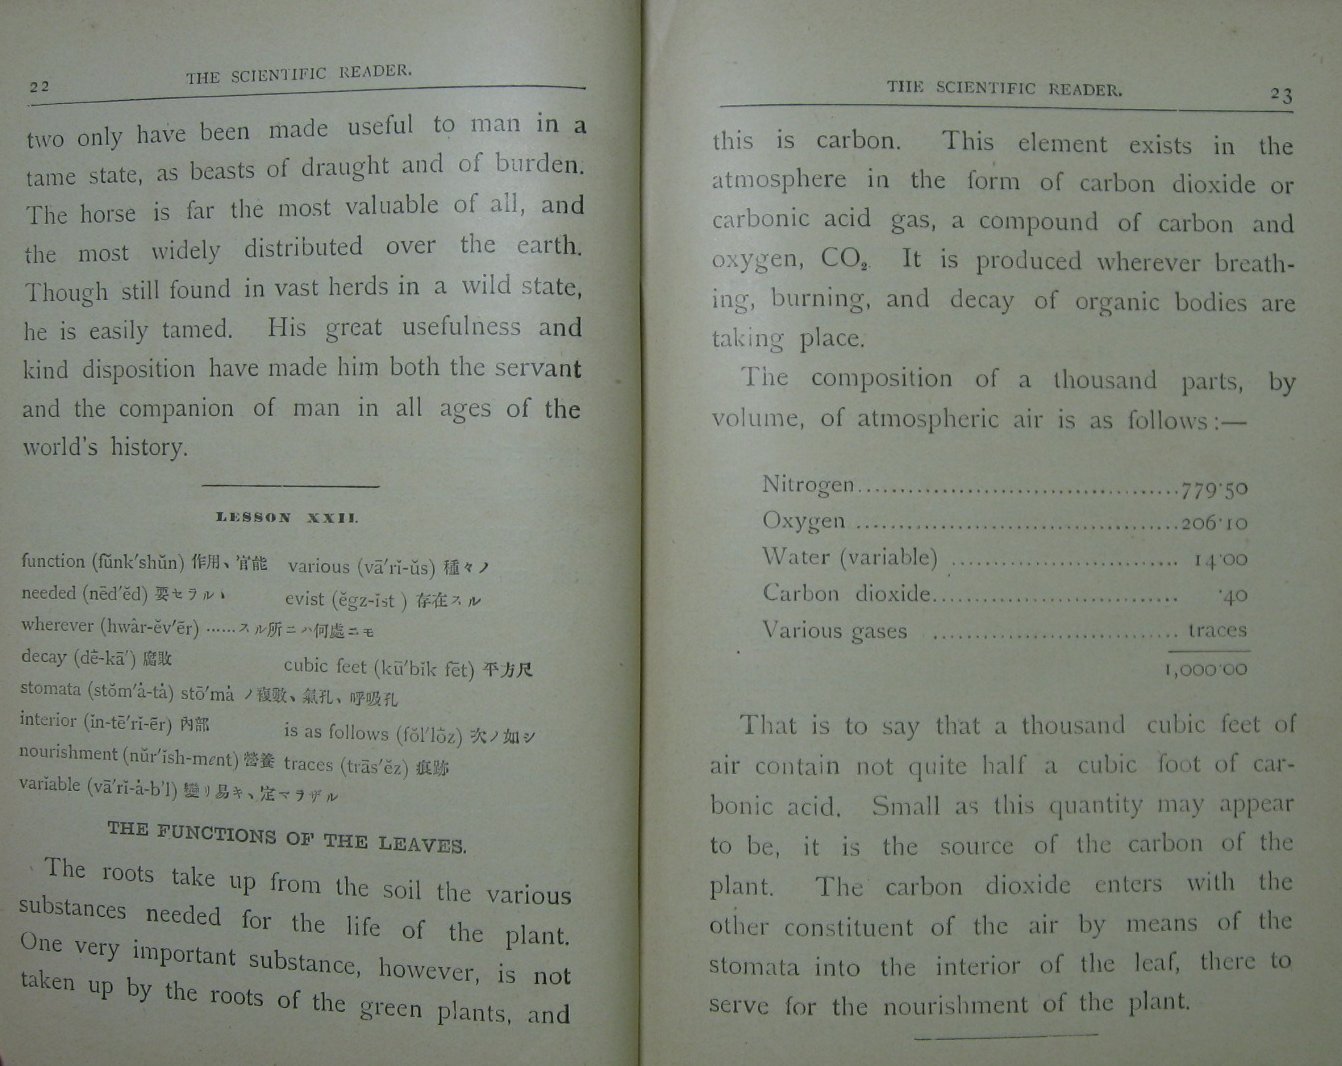 22
THE SCIENTIFIC READER.
two only have been made useful to man in a
tame state, as beasts of draught and of burden.
The horse is far the most valuable of all, and
the most widely distributed over the earth.
Though still found in vast herds in a wild state,
he is easily tamed. His great usefulness and
kind disposition have made him both the servant
and the companion of man in all ages of the
world's history.
LESSON XXII.
function (fŭnk'shŭn) 作用、官能 various (vā'rĭ-ŭs) 種々ノ
needed (nēd'ĕd) 要セラルヽ evist (ĕgz-ĭst ) 存在スル
wherever (hwâr-ĕv'ēr) ......スル所ニハ何處ニモ
decay (dē-kā') 腐敗 cubic feet (kū'bĭk fēt) 平方尺
stomata (stŏm'ȧ-tȧ) stō'mȧ ノ複數、氣孔、呼吸孔
interior (ĭn-tē'rĭ-ēr) 內部 is as follows (fŏl'lōz) 次ノ如シ
nourishment (nŭr'ĭsh-ment) 營養 traces (trās'ĕz) 痕跡
variable (vā'rĭ-ȧ-b'l) 變リ易キ、定マラザル
THE FUNCTIONS OF THE LEAVES.
The roots take up from the soil the various
substances needed for the life of the plant.
One very important substance, however, is not
taken up by the roots of the green plants, and
THE SCIENTIFIC READER.
23
this is carbon. This element exists in the
atmosphere in the form of carbon dioxide or
carbonic acid gas, a compound of carbon and
oxygen, CO₂. It is produced wherever breath-
ing, burning, and decay of organic bodies are
taking place.
The composition of a thousand parts, by
volume, of atmospheric air is as follows:—
Nitrogen......................................779·50
Oxygen ......................................206·10
Water (variable) ........................... 14·00
Carbon dioxide.............................. ·40
Various gases .............................. traces
1,000·00
That is to say that a thousand cubic feet of
air contain not quite half a cubic foot of car-
bonic acid. Small as this quantity may appear
to be, it is the source of the carbon of the
plant. The carbon dioxide enters with the
other constituent of the air by means of the
stomata into the interior of the leaf, there to
serve for the nourishment of the plant.